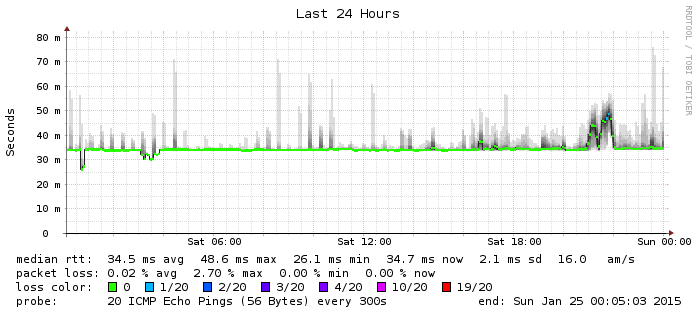 Last 24 Hours
RRDTOOL / TOBI OETIKER
Seconds
80 m
70 m
60 m
50 m
40 m
30 m
20 m
10 m
0
Sat 06:00 Sat 12:00 Sat 18:00 Sun 00:00
median rtt: 34.5 ms avg 48.6 ms max 26.1 ms min 34.7 ms now 2.1 ms sd 16.0 am/s
packet loss: 0.02 % avg 2.70 % max 0.00 % min 0.00 % now
loss color: 0 1/20 2/20 3/20 4/20 10/20 19/20
probe: 20 ICMP Echo Pings (56 Bytes) every 300s end: Sun Jan 25 00:05:03 2015